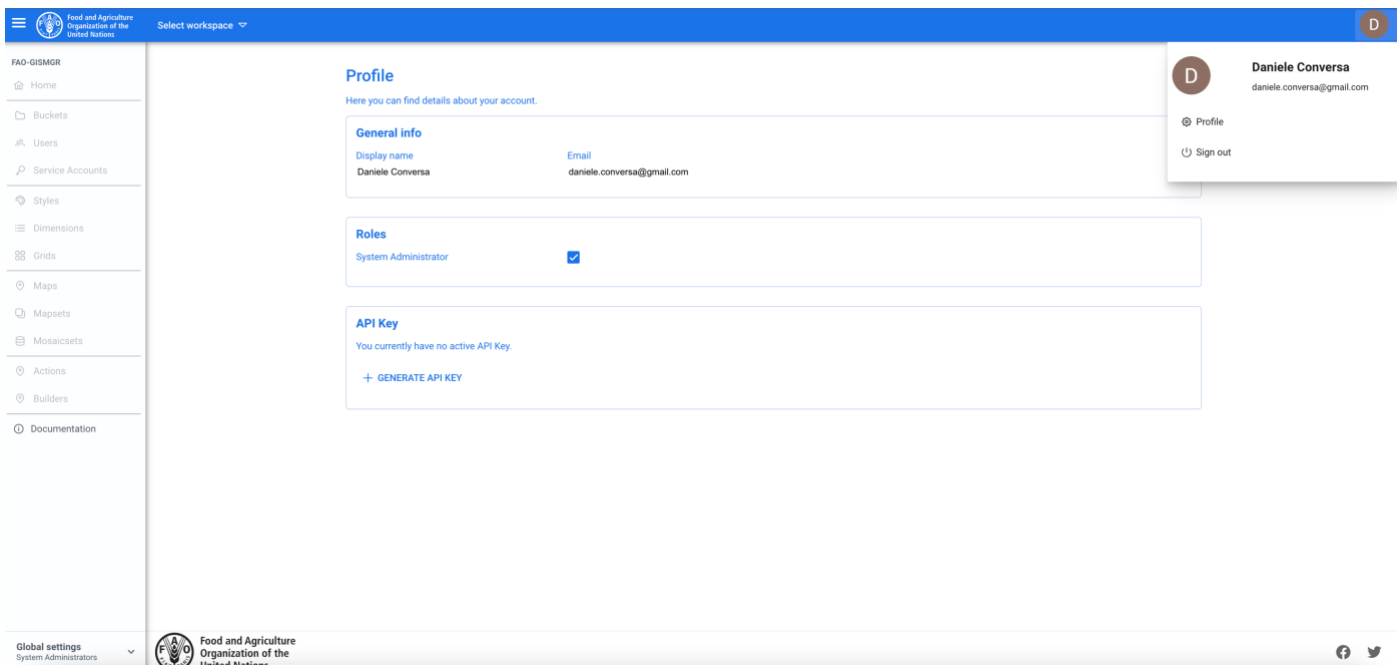 Food and Agriculture
Organization of the
United Nations
Select workspace
D
FAO-GISMGR
Home
Buckets
Users
Service Accounts
Styles
Dimensions
Grids
Maps
Mapsets
Mosaicsets
Actions
Builders
Documentation
Global settings
System Administrators
Profile
Here you can find details about your account.
General info
Display name Email
Daniele Conversa daniele.conversa@gmail.com
Roles
System Administrator
API Key
You currently have no active API Key.
+ GENERATE API KEY
D
Daniele Conversa
daniele.conversa@gmail.com
Profile
Sign out
FAO
Food and Agriculture
Organization of the
United Nations